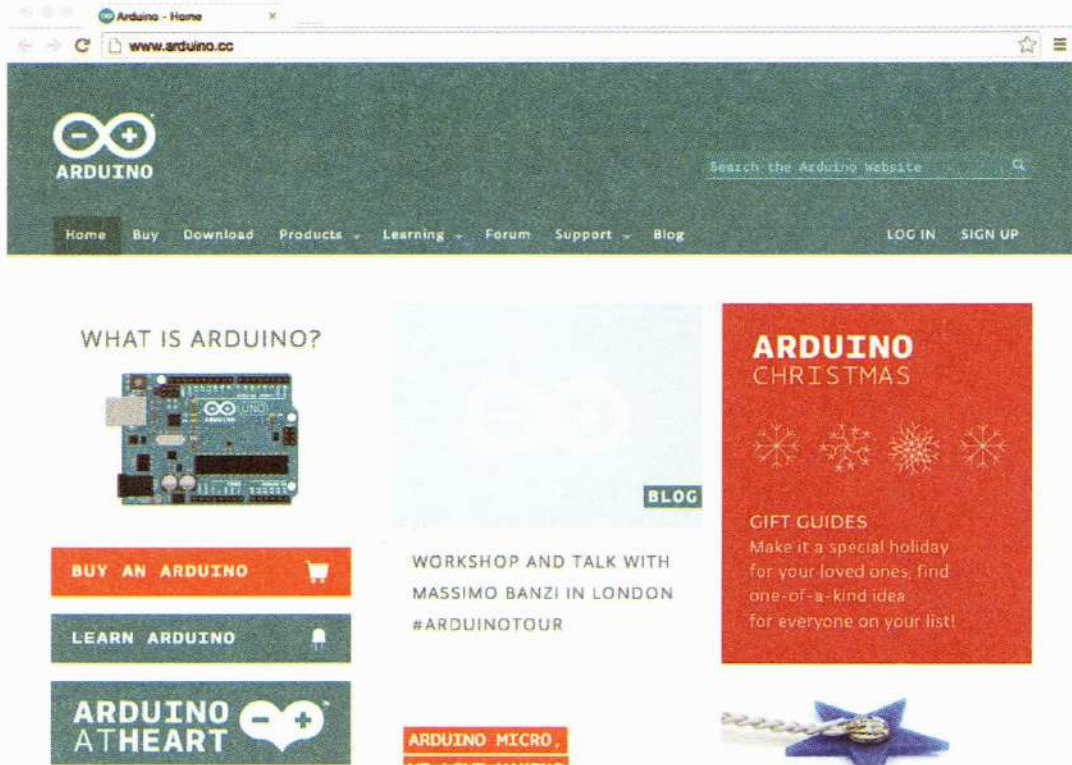 Arduino - Home
www.arduino.cc
ARDUINO
Search the Arduino Website
Home Buy Download Products Learning Forum Support Blog LOG IN SIGN UP
WHAT IS ARDUINO?
UNO
BUY AN ARDUINO
LEARN ARDUINO
ARDUINO
ATHEART
BLOG
WORKSHOP AND TALK WITH
MASSIMO BANZI IN LONDON
#ARDUINOTOUR
ARDUINO MICRO,
ARDUINO
CHRISTMAS
GIFT GUIDES
Make it a special holiday
for your loved ones, find
one-of-a-kind idea
for everyone on your list!